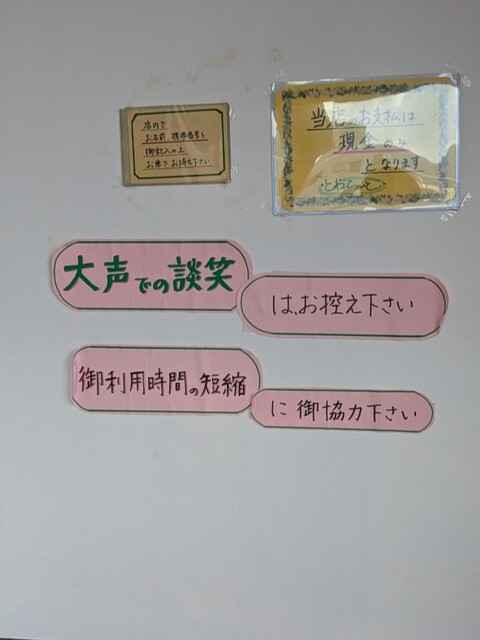 店内で
お名前 携帯番号を
御記入の上
お車でお待ち下さい
当店のお支払は
現金のみ
となります
大声での談笑
は、お控え下さい
御利用時間の短縮
に御協力下さい